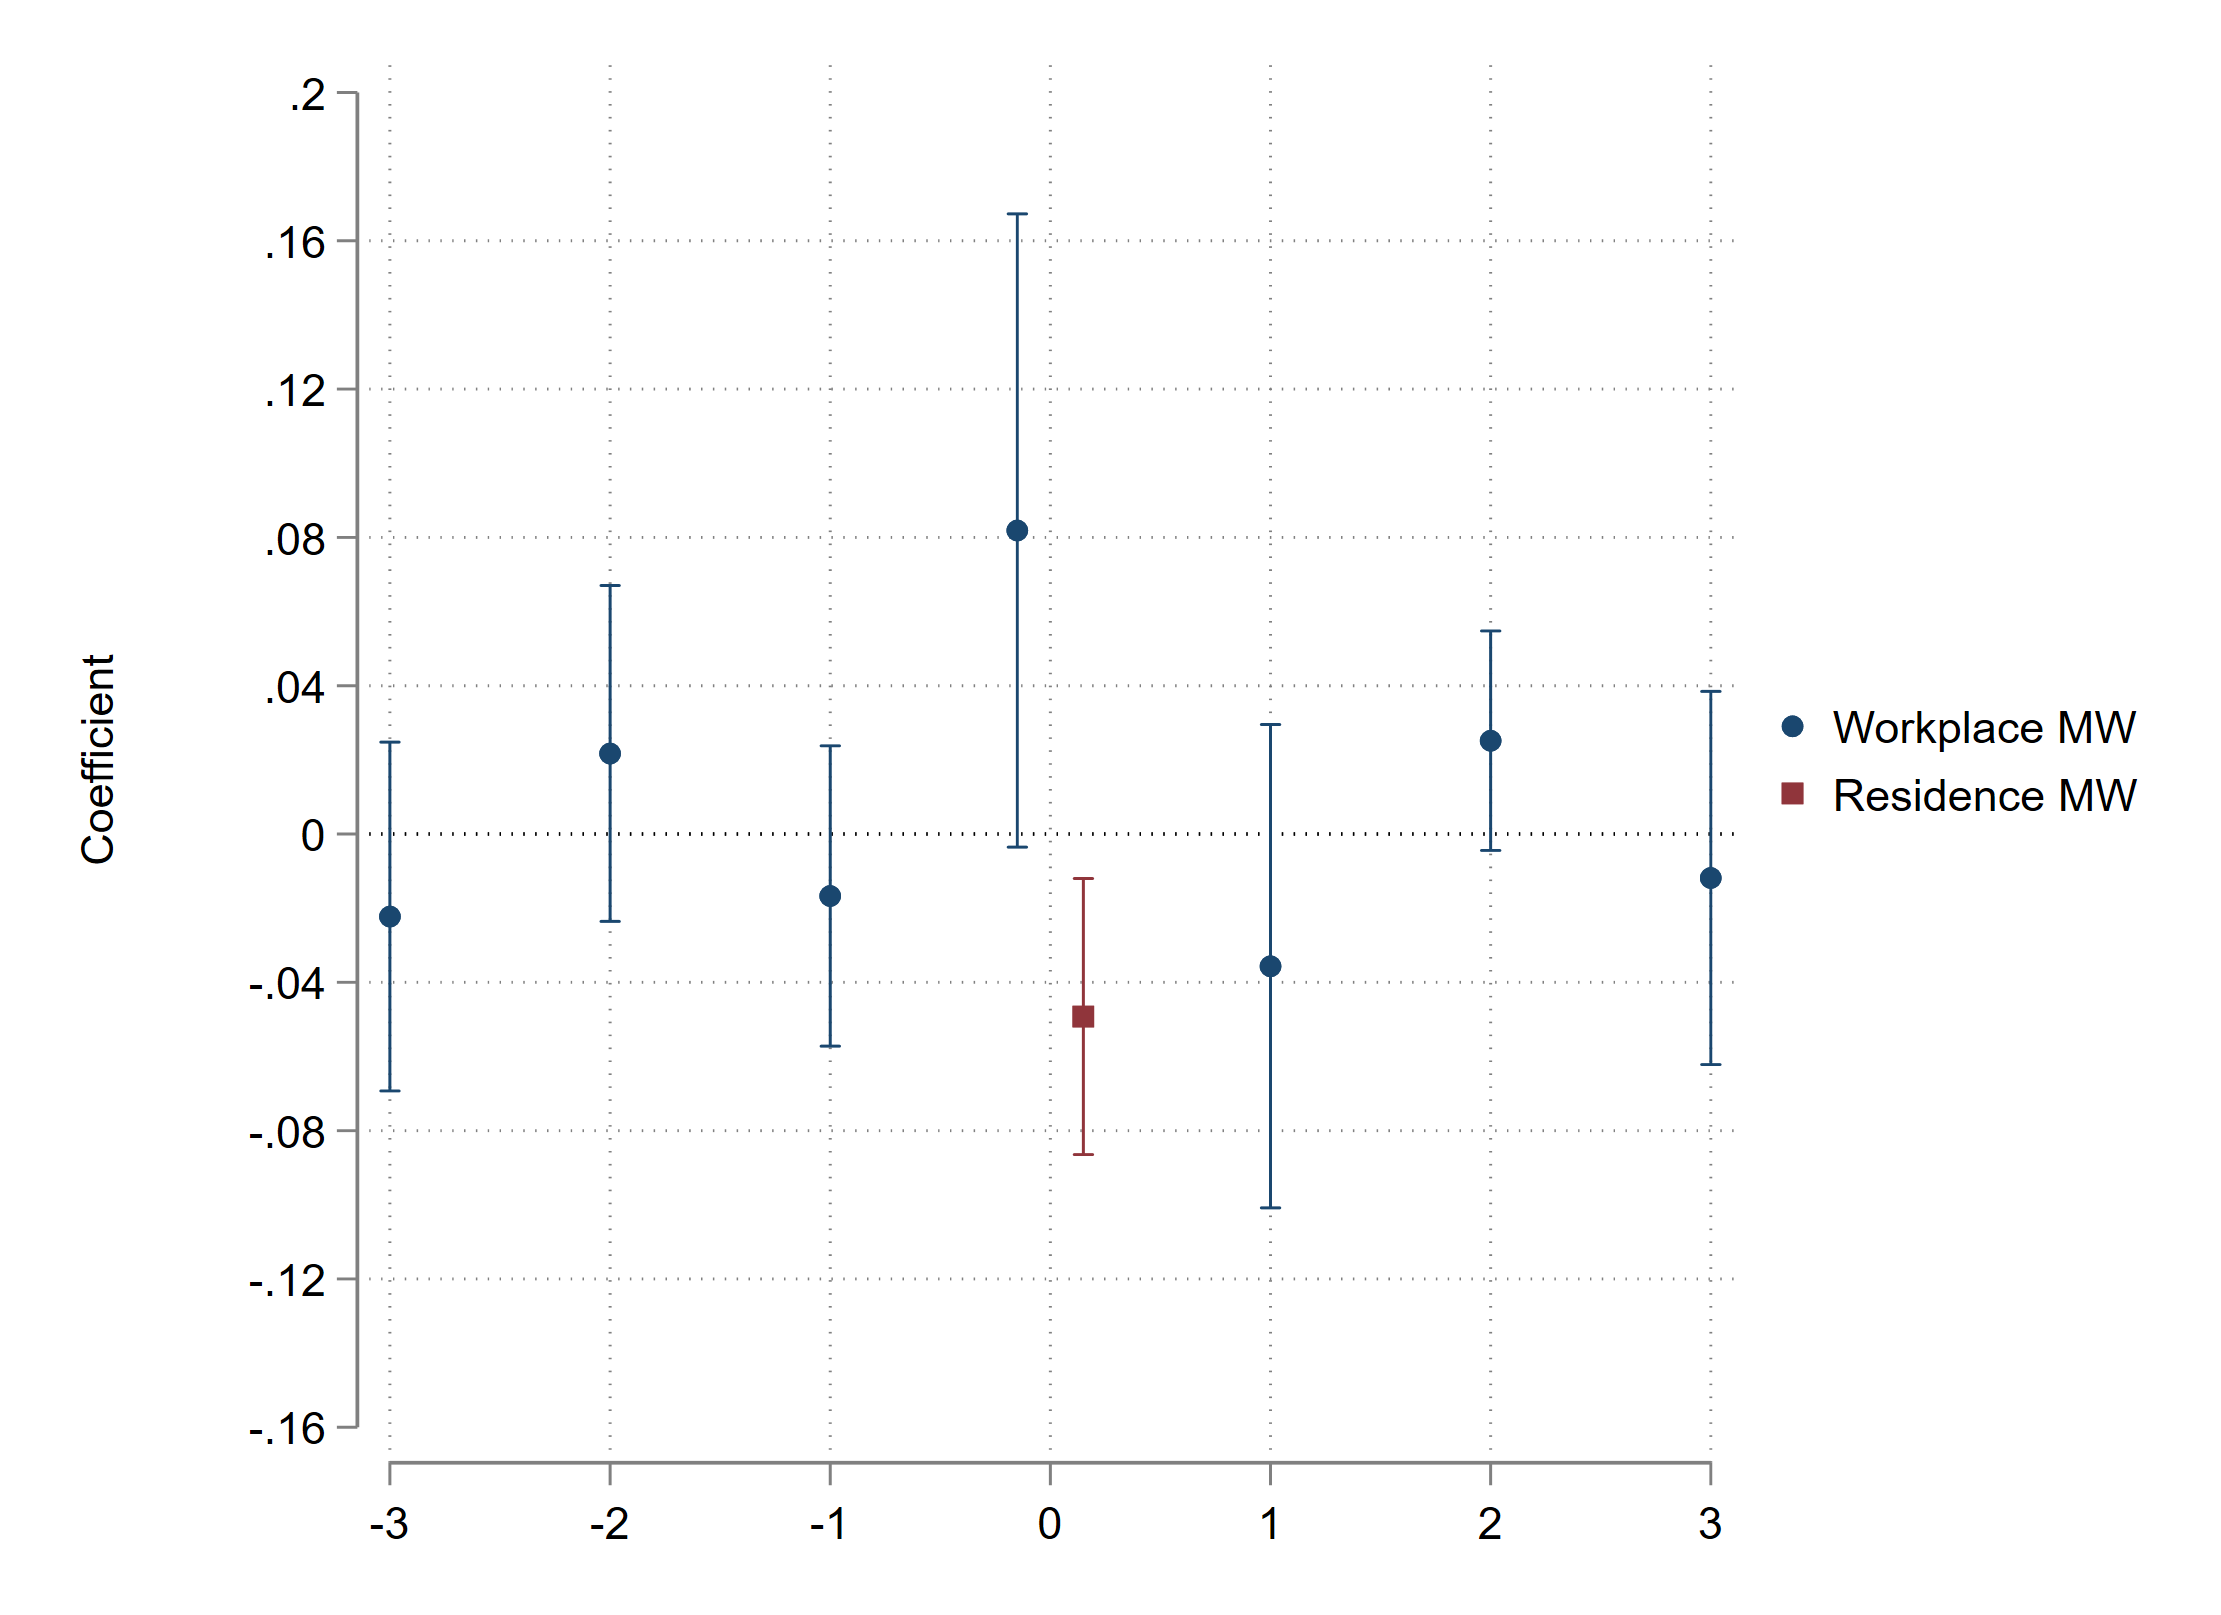 .2
.16
.12
.08
.04
0
-.04
-.08
-.12
-.16
Coefficient
-3 -2 -1 0 1 2 3
Workplace MW
Residence MW